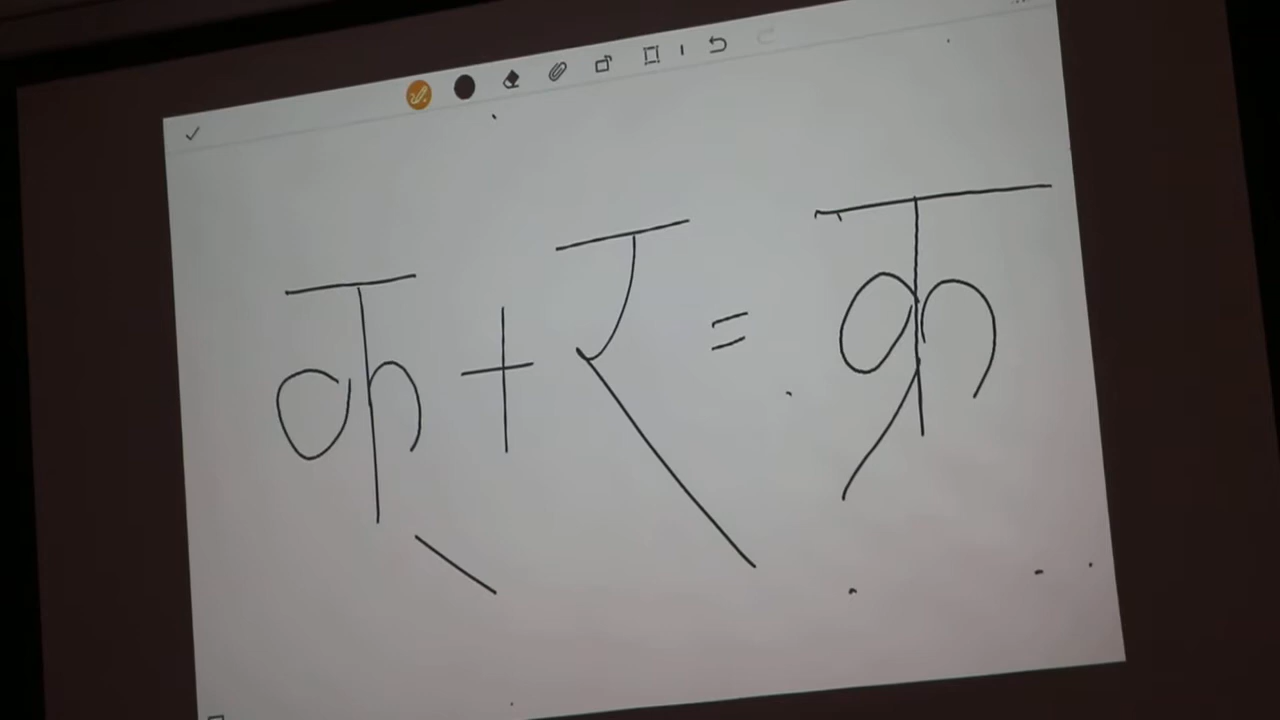 क् + र = क्र